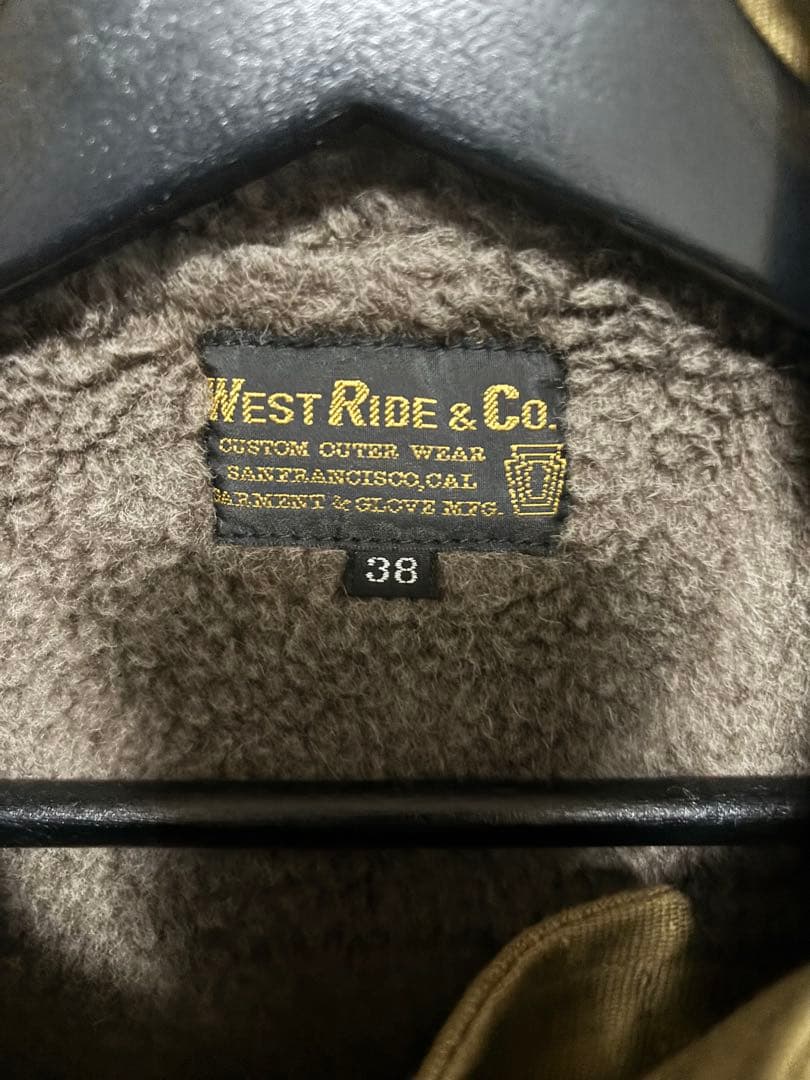 WEST RIDE & CO.
CUSTOM OUTER WEAR
SANFRANCISCO,CAL
GARMENT & GLOVE MFG.
38